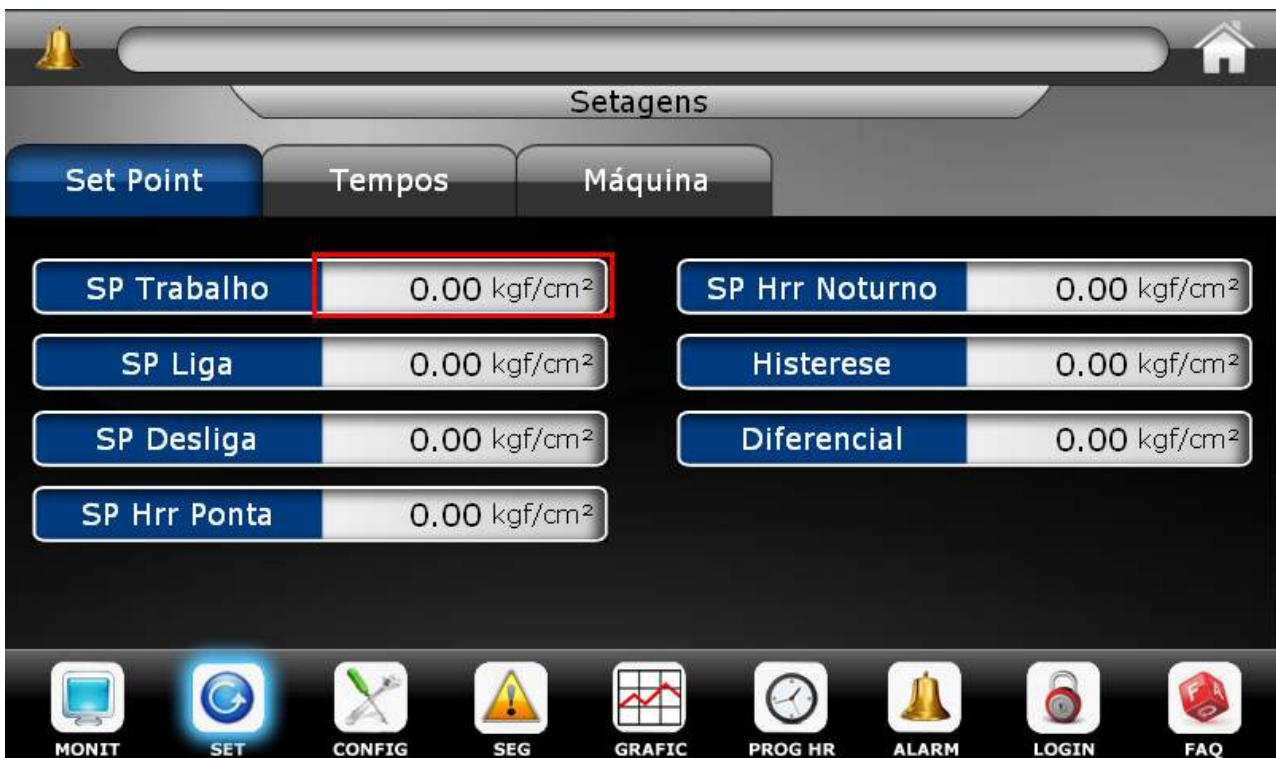 Setagens
Set Point
Tempos
Máquina
SP Trabalho 0.00 kgf/cm²
SP Liga 0.00 kgf/cm²
SP Desliga 0.00 kgf/cm²
SP Hrr Ponta 0.00 kgf/cm²
SP Hrr Noturno 0.00 kgf/cm²
Histerese 0.00 kgf/cm²
Diferencial 0.00 kgf/cm²
MONIT
SET
CONFIG
SEG
GRAFIC
PROG HR
ALARM
LOGIN
FAQ